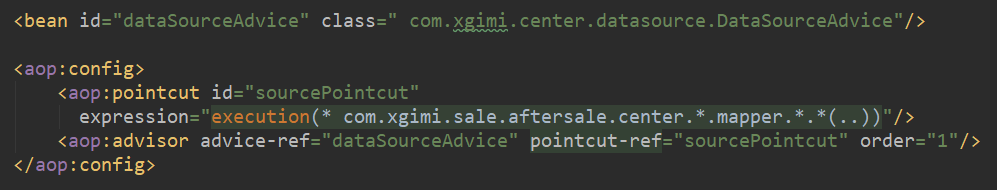 <bean id="dataSourceAdvice" class=" com.xgimi.center.datasource.DataSourceAdvice"/>
<aop:config>
<aop:pointcut id="sourcePointcut"
expression="execution(* com.xgimi.sale.aftersale.center.*.mapper.*.*(..))"/>
<aop:advisor advice-ref="dataSourceAdvice" pointcut-ref="sourcePointcut" order="1"/>
</aop:config>